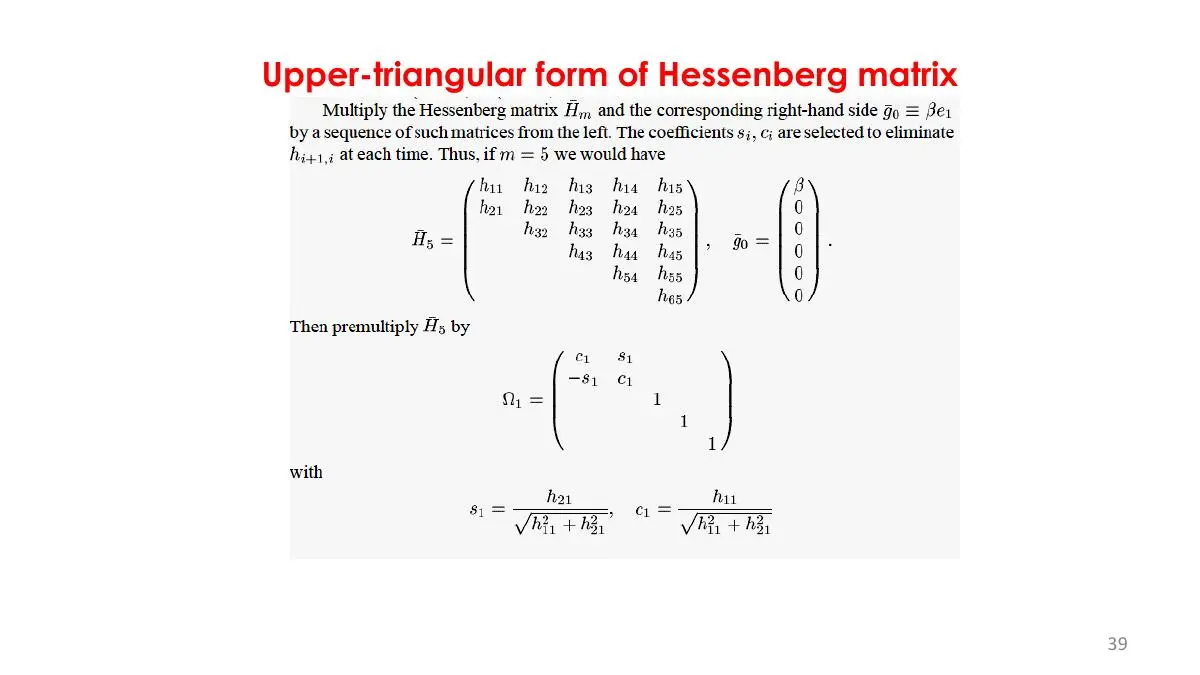 Upper-triangular form of Hessenberg matrix
Multiply the Hessenberg matrix H̄ₘ and the corresponding right-hand side ḡ₀ ≡ βe₁
by a sequence of such matrices from the left. The coefficients sᵢ, cᵢ are selected to eliminate
hᵢ₊₁,ᵢ at each time. Thus, if m = 5 we would have
h₁₁ h₁₂ h₁₃ h₁₄ h₁₅ β
h₂₁ h₂₂ h₂₃ h₂₄ h₂₅ 0
h₃₂ h₃₃ h₃₄ h₃₅ 0
H̄₅ = , ḡ₀ = .
h₄₃ h₄₄ h₄₅ 0
h₅₄ h₅₅ 0
h₆₅ 0
Then premultiply H̄₅ by
c₁ s₁
−s₁ c₁
Ω₁ = 1
1
1
with
s₁ = h₂₁ / √(h₁₁² + h₂₁²), c₁ = h₁₁ / √(h₁₁² + h₂₁²)
39